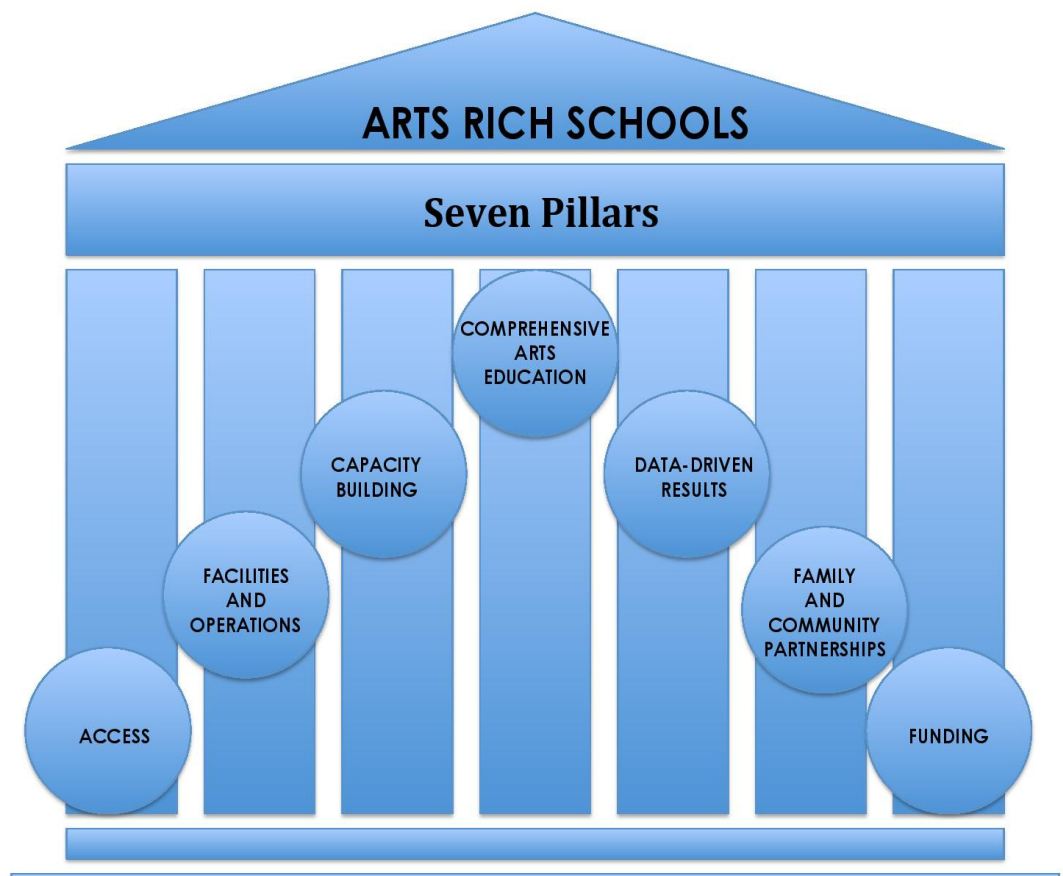 ARTS RICH SCHOOLS
Seven Pillars
COMPREHENSIVE
ARTS
EDUCATION
CAPACITY
BUILDING
DATA-DRIVEN
RESULTS
FACILITIES
AND
OPERATIONS
FAMILY
AND
COMMUNITY
PARTNERSHIPS
ACCESS
FUNDING